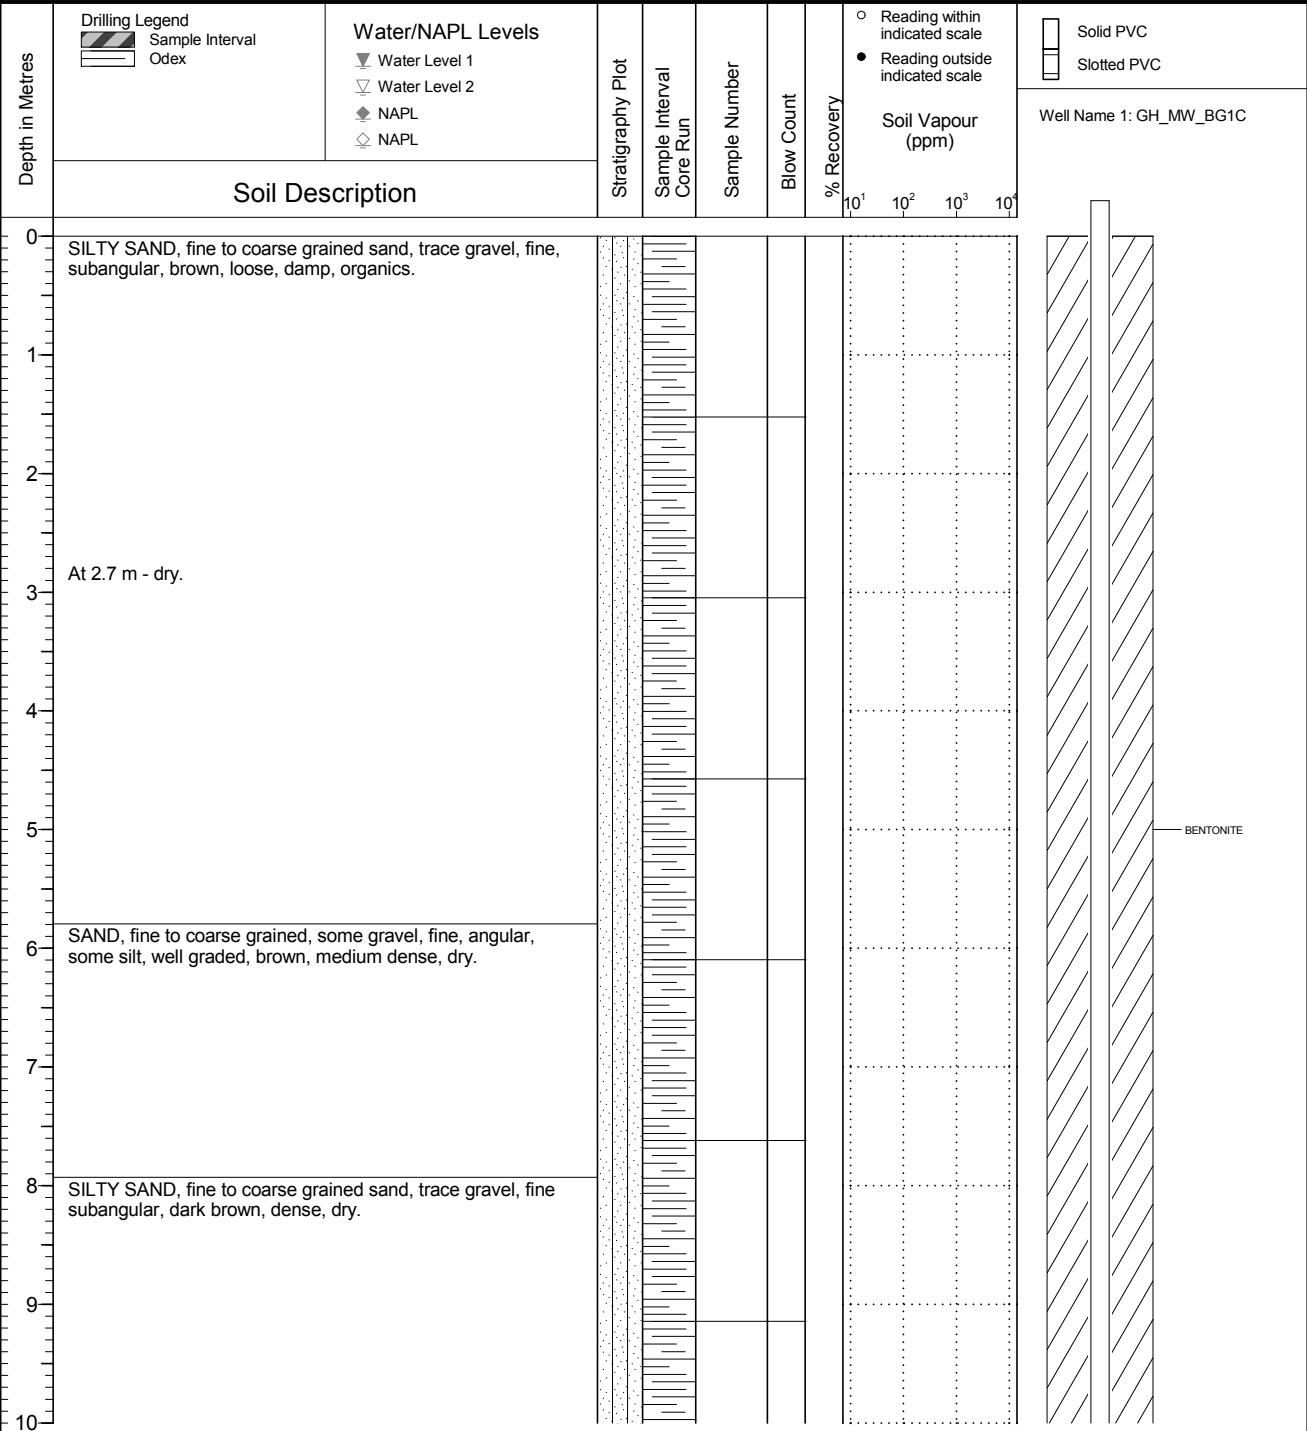 Depth in Metres
Drilling Legend
Sample Interval
Odex
Water/NAPL Levels
Water Level 1
Water Level 2
NAPL
NAPL
Soil Description
Stratigraphy Plot
Sample Interval
Core Run
Sample Number
Blow Count
% Recovery
Reading within
indicated scale
Reading outside
indicated scale
Soil Vapour
(ppm)
10¹ 10² 10³ 10⁴
Solid PVC
Slotted PVC
Well Name 1: GH_MW_BG1C
0
SILTY SAND, fine to coarse grained sand, trace gravel, fine,
subangular, brown, loose, damp, organics.
1
2
At 2.7 m - dry.
3
4
5
BENTONITE
SAND, fine to coarse grained, some gravel, fine, angular,
6
some silt, well graded, brown, medium dense, dry.
7
8
SILTY SAND, fine to coarse grained sand, trace gravel, fine
subangular, dark brown, dense, dry.
9
10